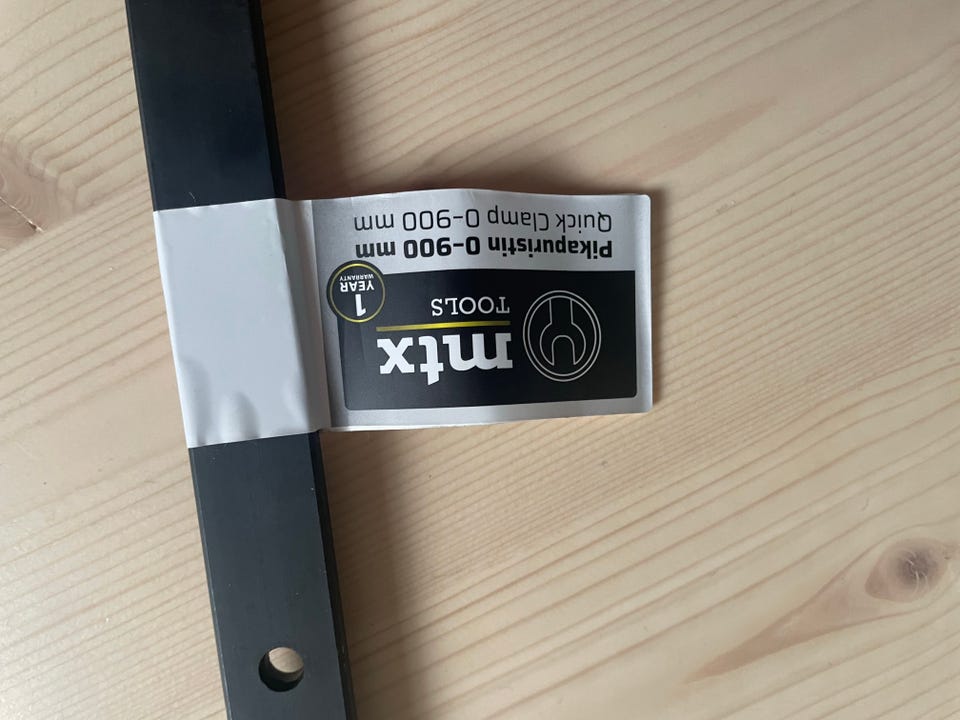 mtx
TOOLS
1
YEAR
WARRANTY
Pikapuristin 0-900 mm
Quick Clamp 0-900 mm